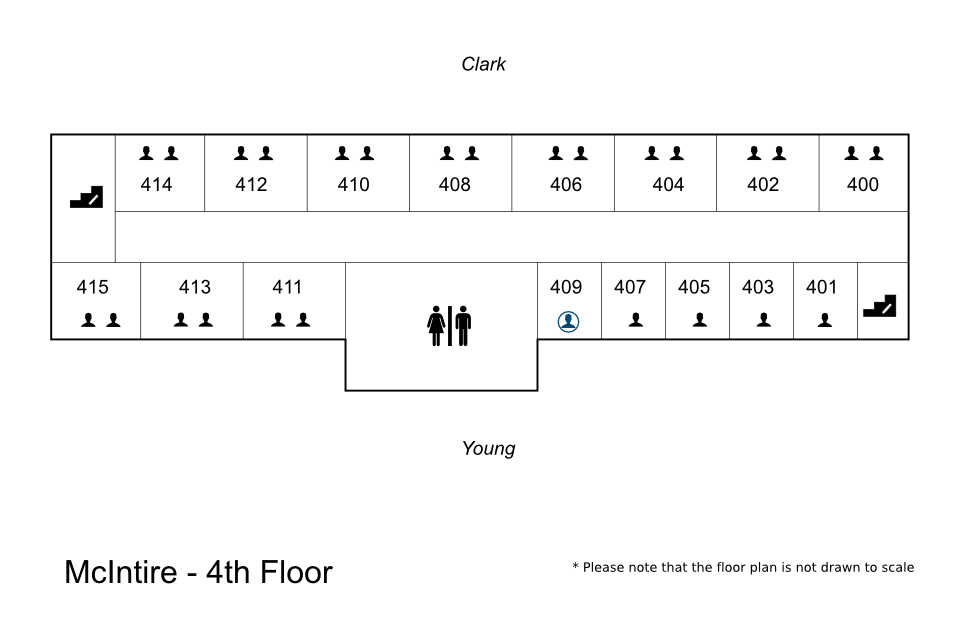 Clark
414 412 410 408 406 404 402 400
415 413 411 409 407 405 403 401
Young
McIntire - 4th Floor
* Please note that the floor plan is not drawn to scale